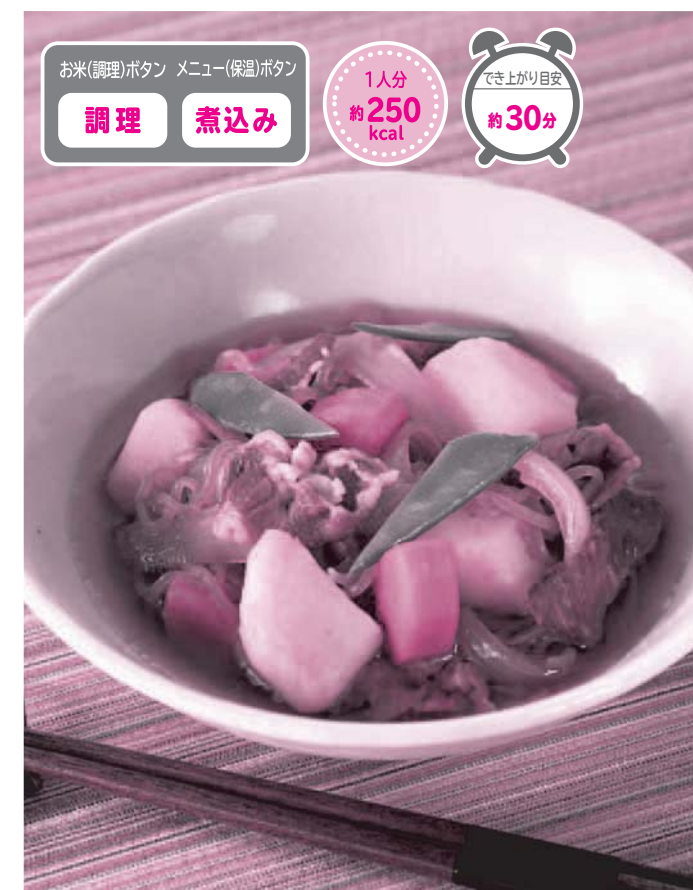 お米(調理)ボタン メニュー(保温)ボタン
調理 煮込み
1人分
約250
kcal
でき上がり目安
約30分